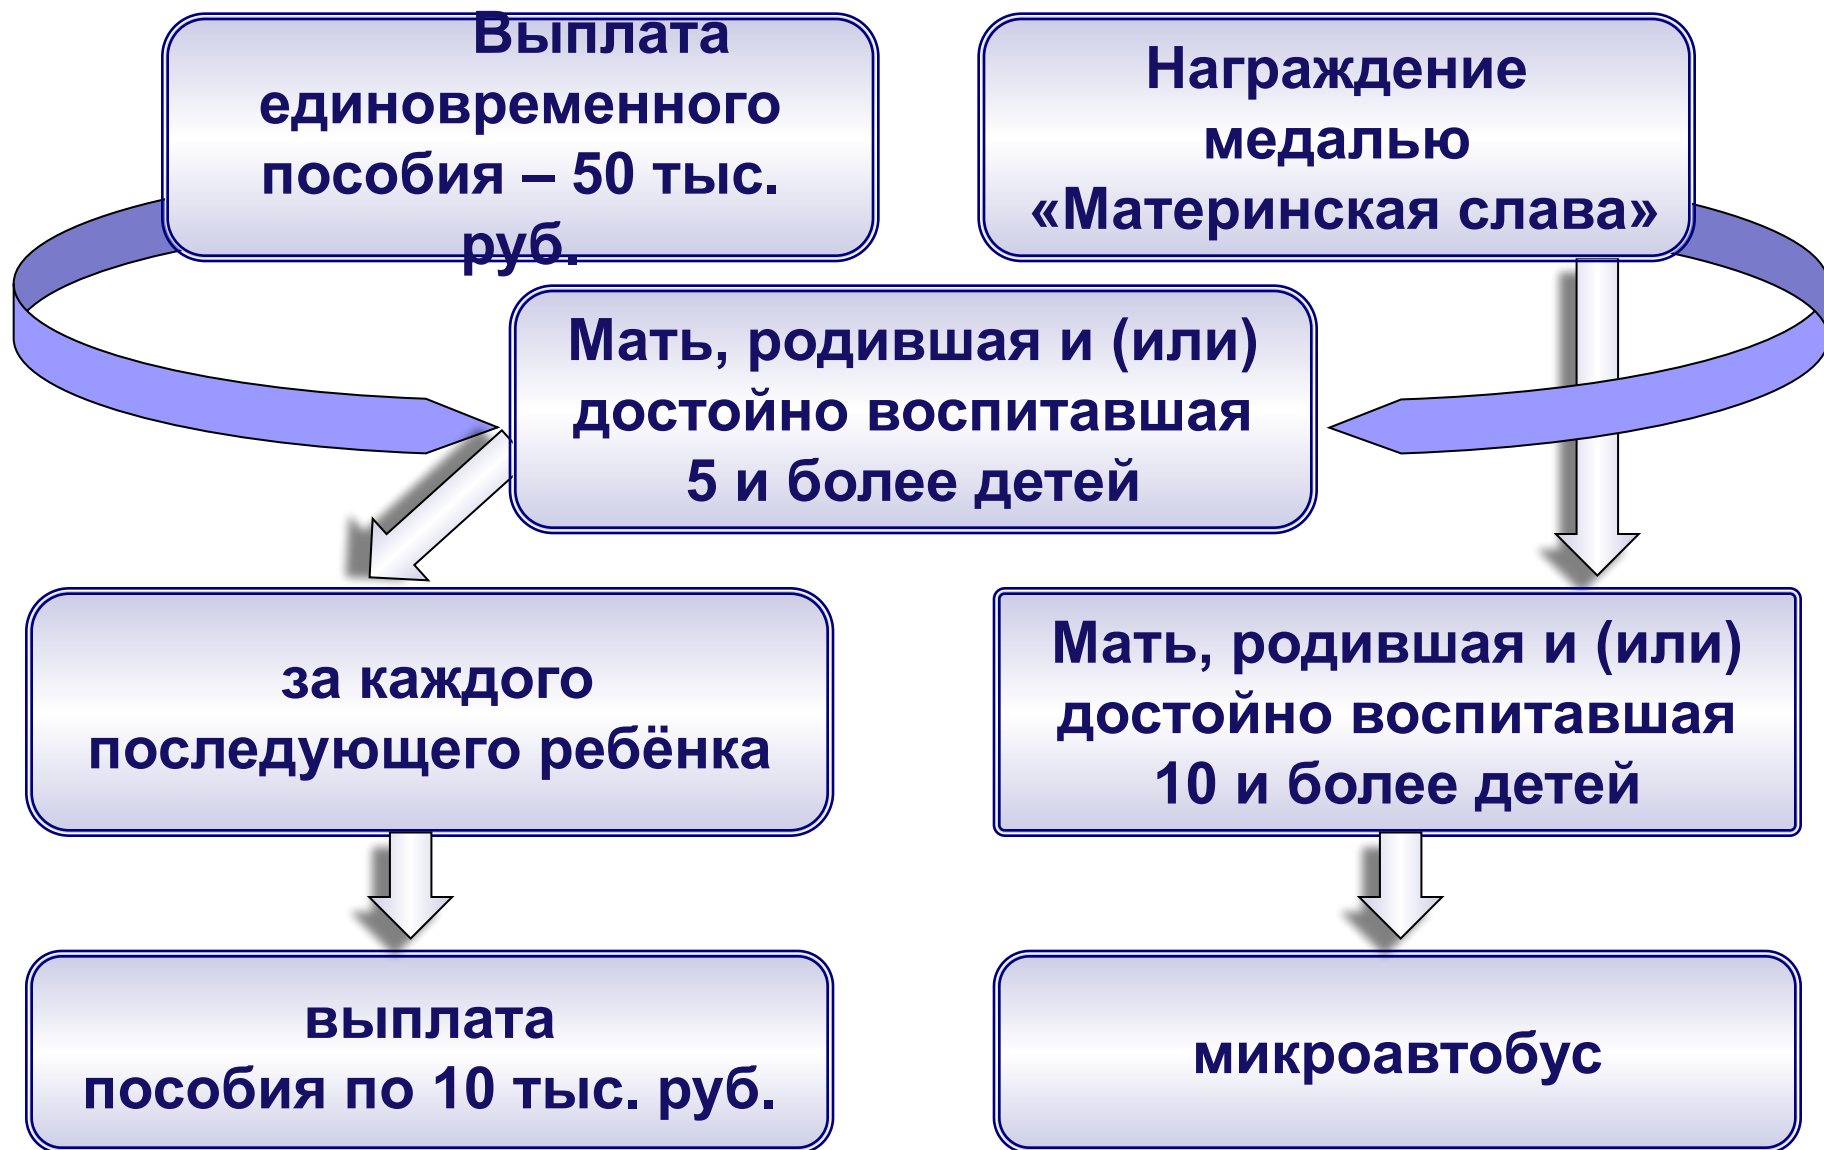 Выплата
единовременного
пособия – 50 тыс.
руб.
Награждение
медалью
«Материнская слава»
Мать, родившая и (или)
достойно воспитавшая
5 и более детей
за каждого
последующего ребёнка
Мать, родившая и (или)
достойно воспитавшая
10 и более детей
выплата
пособия по 10 тыс. руб.
микроавтобус